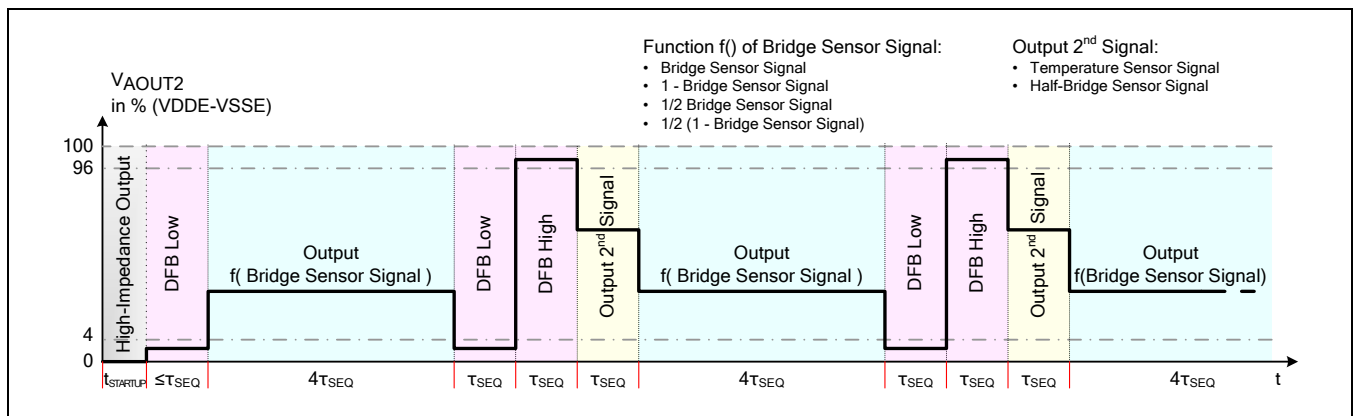 Function f() of Bridge Sensor Signal:
• Bridge Sensor Signal
• 1 - Bridge Sensor Signal
• 1/2 Bridge Sensor Signal
• 1/2 (1 - Bridge Sensor Signal)
Output 2nd Signal:
• Temperature Sensor Signal
• Half-Bridge Sensor Signal
VAOUT2
in % (VDDE-VSSE)
100
96
4
0
High-Impedance Output
DFB Low
Output
f( Bridge Sensor Signal )
DFB Low
DFB High
Output 2nd Signal
Output
f( Bridge Sensor Signal )
DFB Low
DFB High
Output 2nd Signal
Output
f(Bridge Sensor Signal)
tSTARTUP ≤τSEQ 4τSEQ τSEQ τSEQ τSEQ 4τSEQ τSEQ τSEQ τSEQ 4τSEQ t